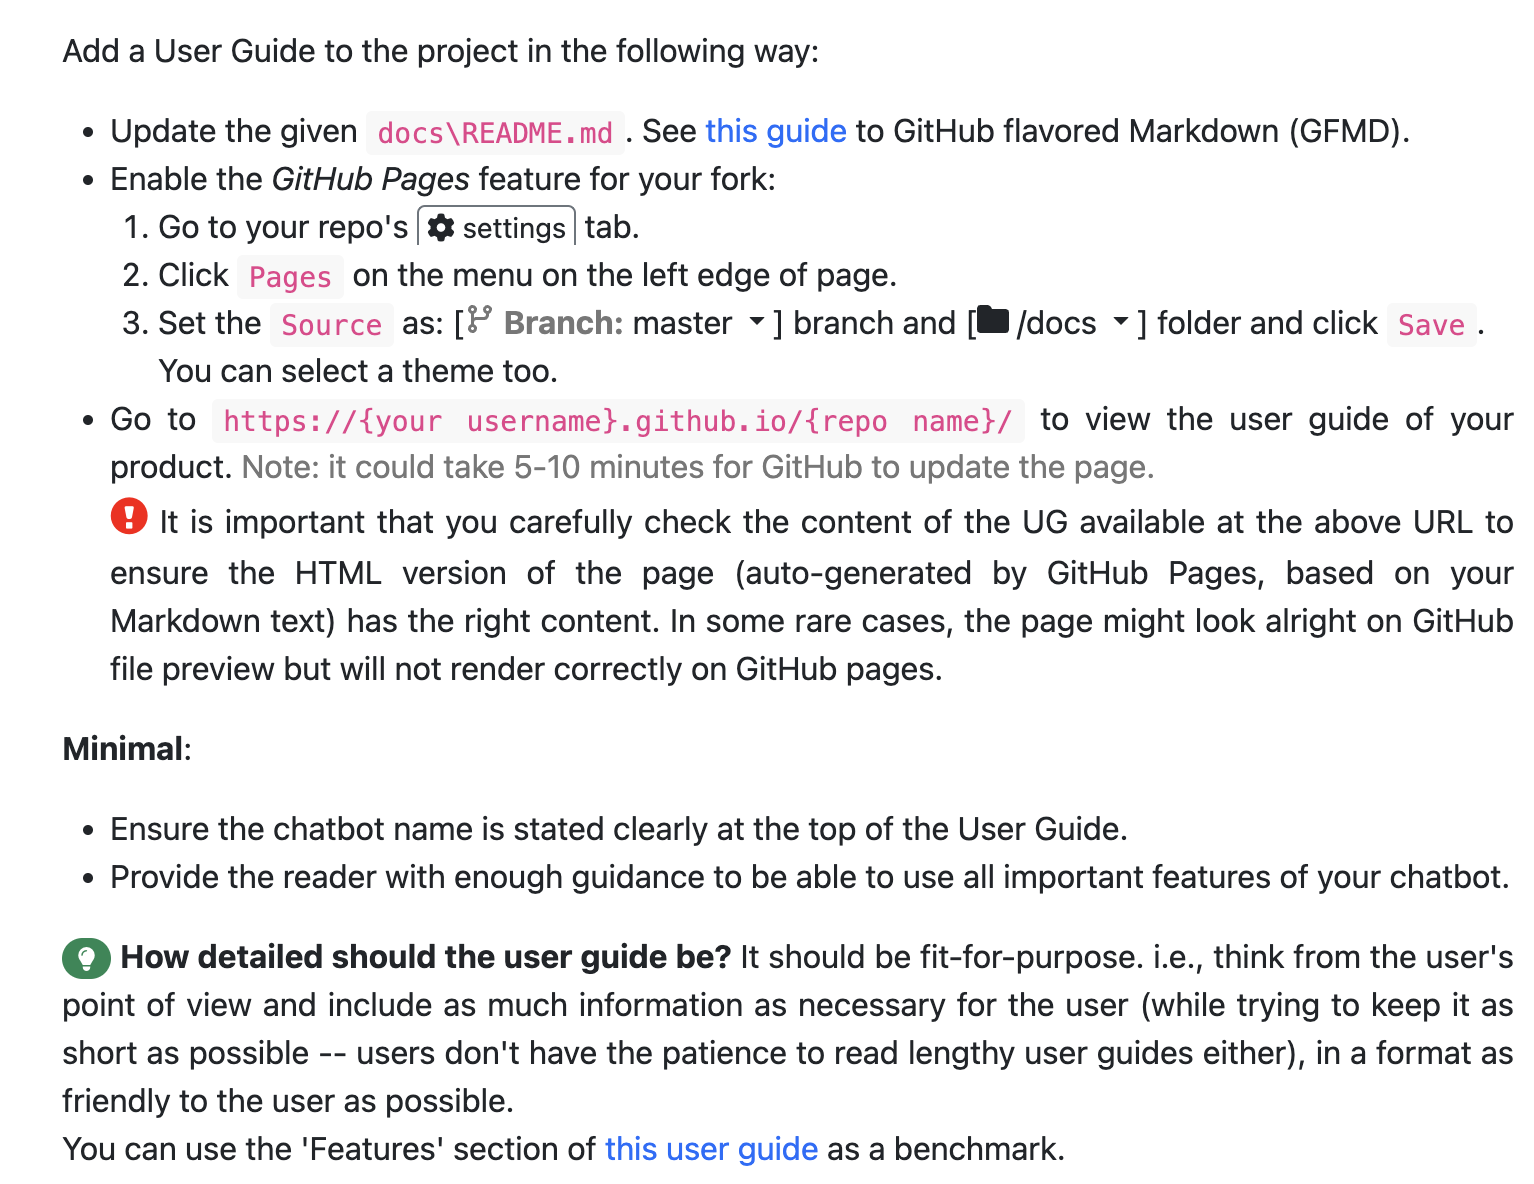 Add a User Guide to the project in the following way:
• Update the given docs\README.md. See this guide to GitHub flavored Markdown (GFMD).
• Enable the GitHub Pages feature for your fork:
1. Go to your repo's settings tab.
2. Click Pages on the menu on the left edge of page.
3. Set the Source as: [ Branch: master ] branch and [ /docs ] folder and click Save.
You can select a theme too.
• Go to https://{your username}.github.io/{repo name}/ to view the user guide of your
product. Note: it could take 5-10 minutes for GitHub to update the page.
It is important that you carefully check the content of the UG available at the above URL to
ensure the HTML version of the page (auto-generated by GitHub Pages, based on your
Markdown text) has the right content. In some rare cases, the page might look alright on GitHub
file preview but will not render correctly on GitHub pages.
Minimal:
• Ensure the chatbot name is stated clearly at the top of the User Guide.
• Provide the reader with enough guidance to be able to use all important features of your chatbot.
How detailed should the user guide be? It should be fit-for-purpose. i.e., think from the user's
point of view and include as much information as necessary for the user (while trying to keep it as
short as possible -- users don't have the patience to read lengthy user guides either), in a format as
friendly to the user as possible.
You can use the 'Features' section of this user guide as a benchmark.